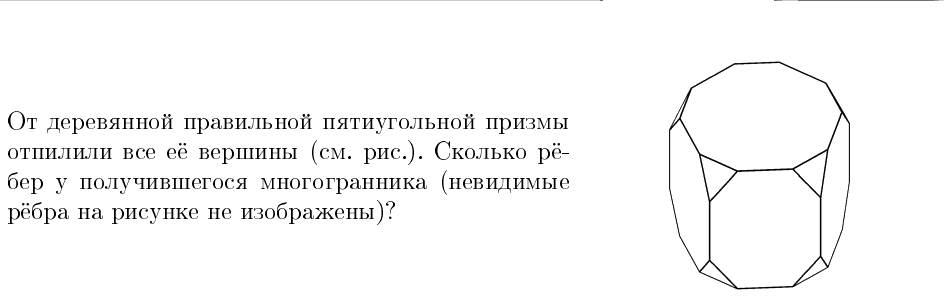 От деревянной правильной пятиугольной призмы
отпилили все её вершины (см. рис.). Сколько рё-
бер у получившегося многогранника (невидимые
рёбра на рисунке не изображены)?